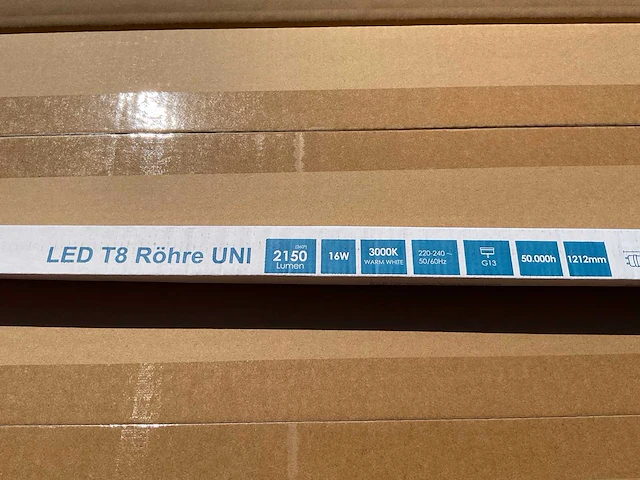 LED T8 Röhre UNI
2150
Lumen
16W
3000K
WARM WHITE
220-240 ~
50/60Hz
G13
50.000h
1212mm